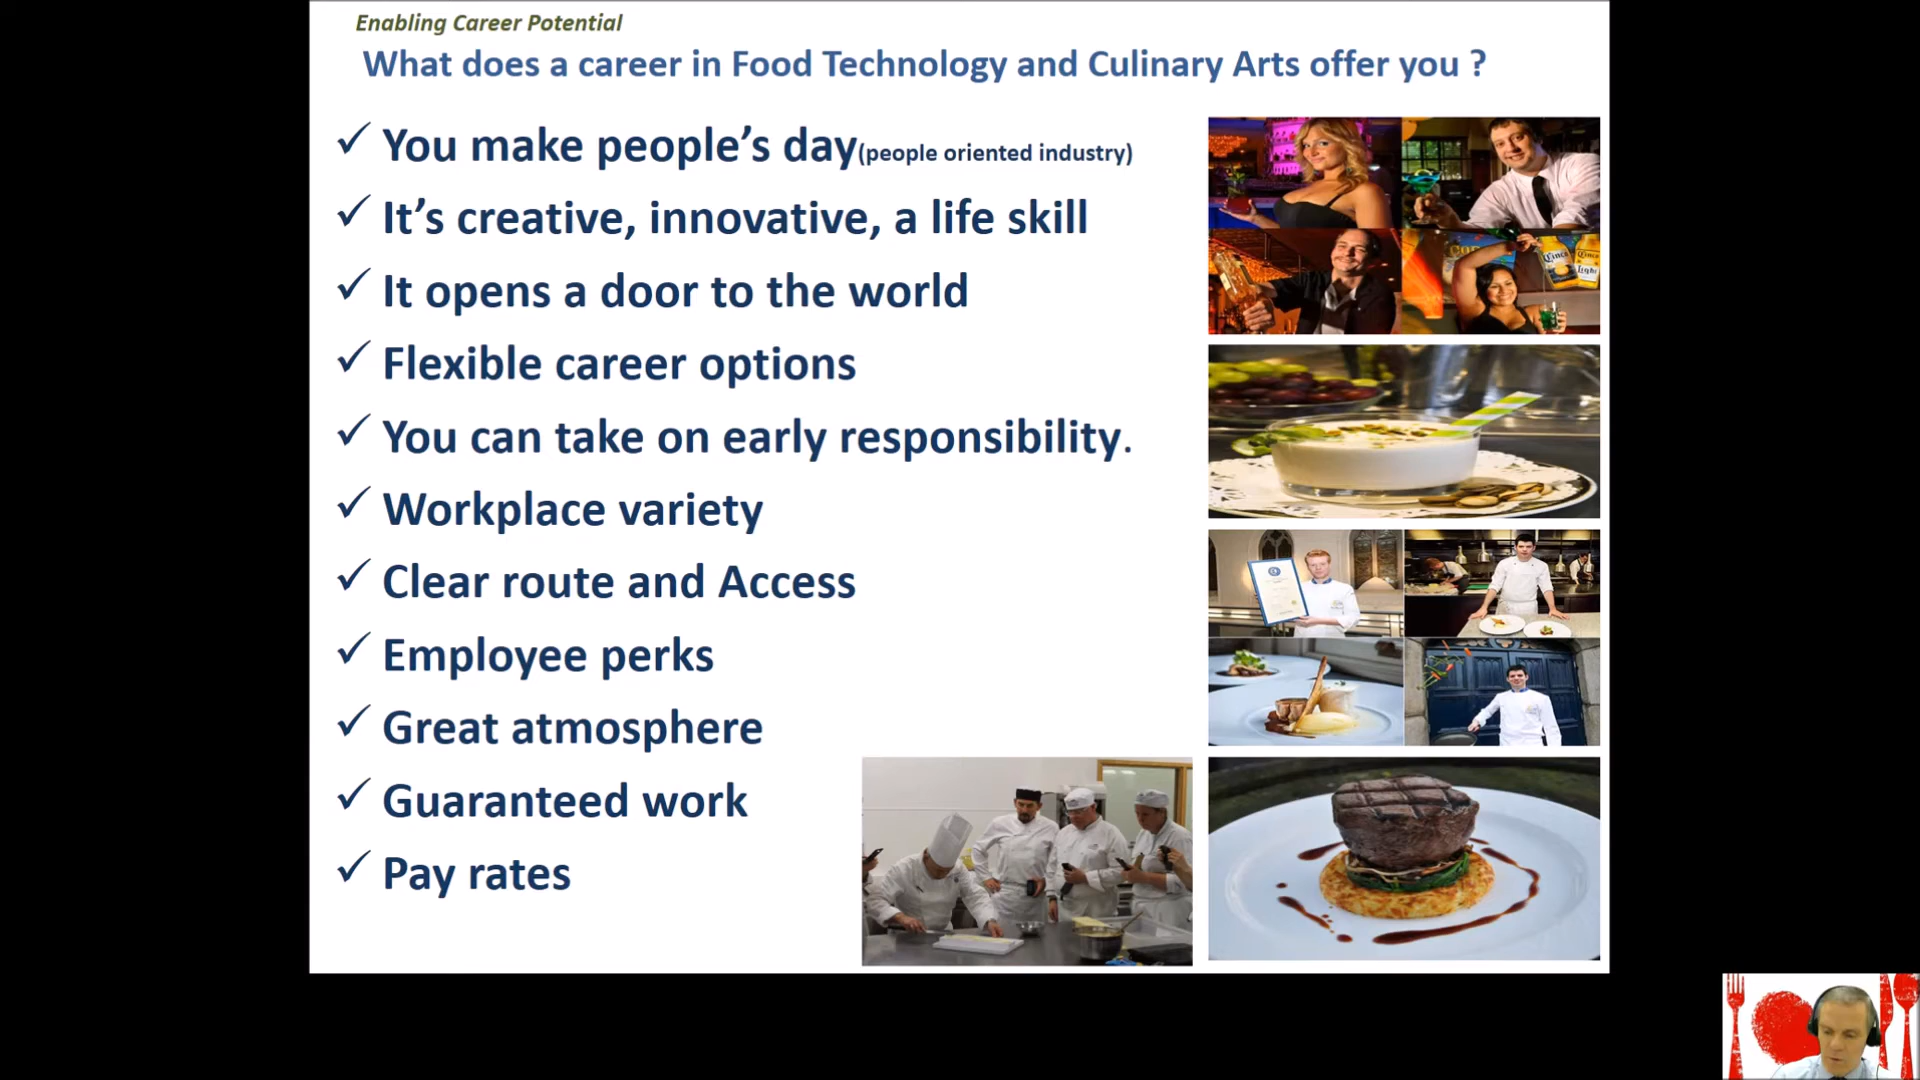 Enabling Career Potential
What does a career in Food Technology and Culinary Arts offer you ?
✓ You make people’s day(people oriented industry)
✓ It’s creative, innovative, a life skill
✓ It opens a door to the world
✓ Flexible career options
✓ You can take on early responsibility.
✓ Workplace variety
✓ Clear route and Access
✓ Employee perks
✓ Great atmosphere
✓ Guaranteed work
✓ Pay rates
Light